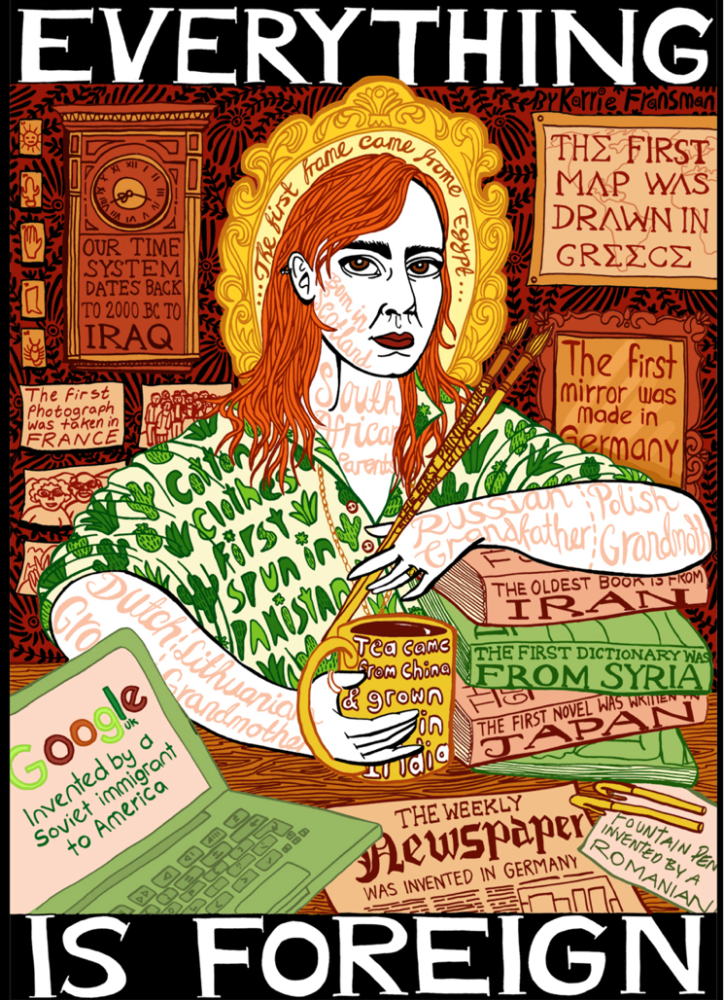 EVERYTHING
By Karrie Fransman
...The first frame came frome Egypt...
OUR TIME
SYSTEM
DATES BACK
TO 2000 BC TO
IRAQ
THE FIRST
MAP WAS
DRAWN IN
GREECE
The first
mirror was
made in
Germany
The First
Photograph
was taken in
FRANCE
Born in
Scotland
South
African
Parents
Cotton
Clothes
First
Spun in
Pakistan
Russian
Grandfather
Polish
Grandmoth
Dutch
Lithuanian
Grandmother
THE OLDEST BOOK IS FROM
IRAN
THE FIRST DICTIONARY WAS
FROM SYRIA
THE FIRST NOVEL WAS WRITTEN IN
JAPAN
Tea came
from China
& grown
in
India
Google
UK
Invented by a
Soviet immigrant
to America
THE WEEKLY
Newspaper
WAS INVENTED IN GERMANY
FOUNTAIN PEN
INVENTED BY A
ROMANIAN
IS FOREIGN